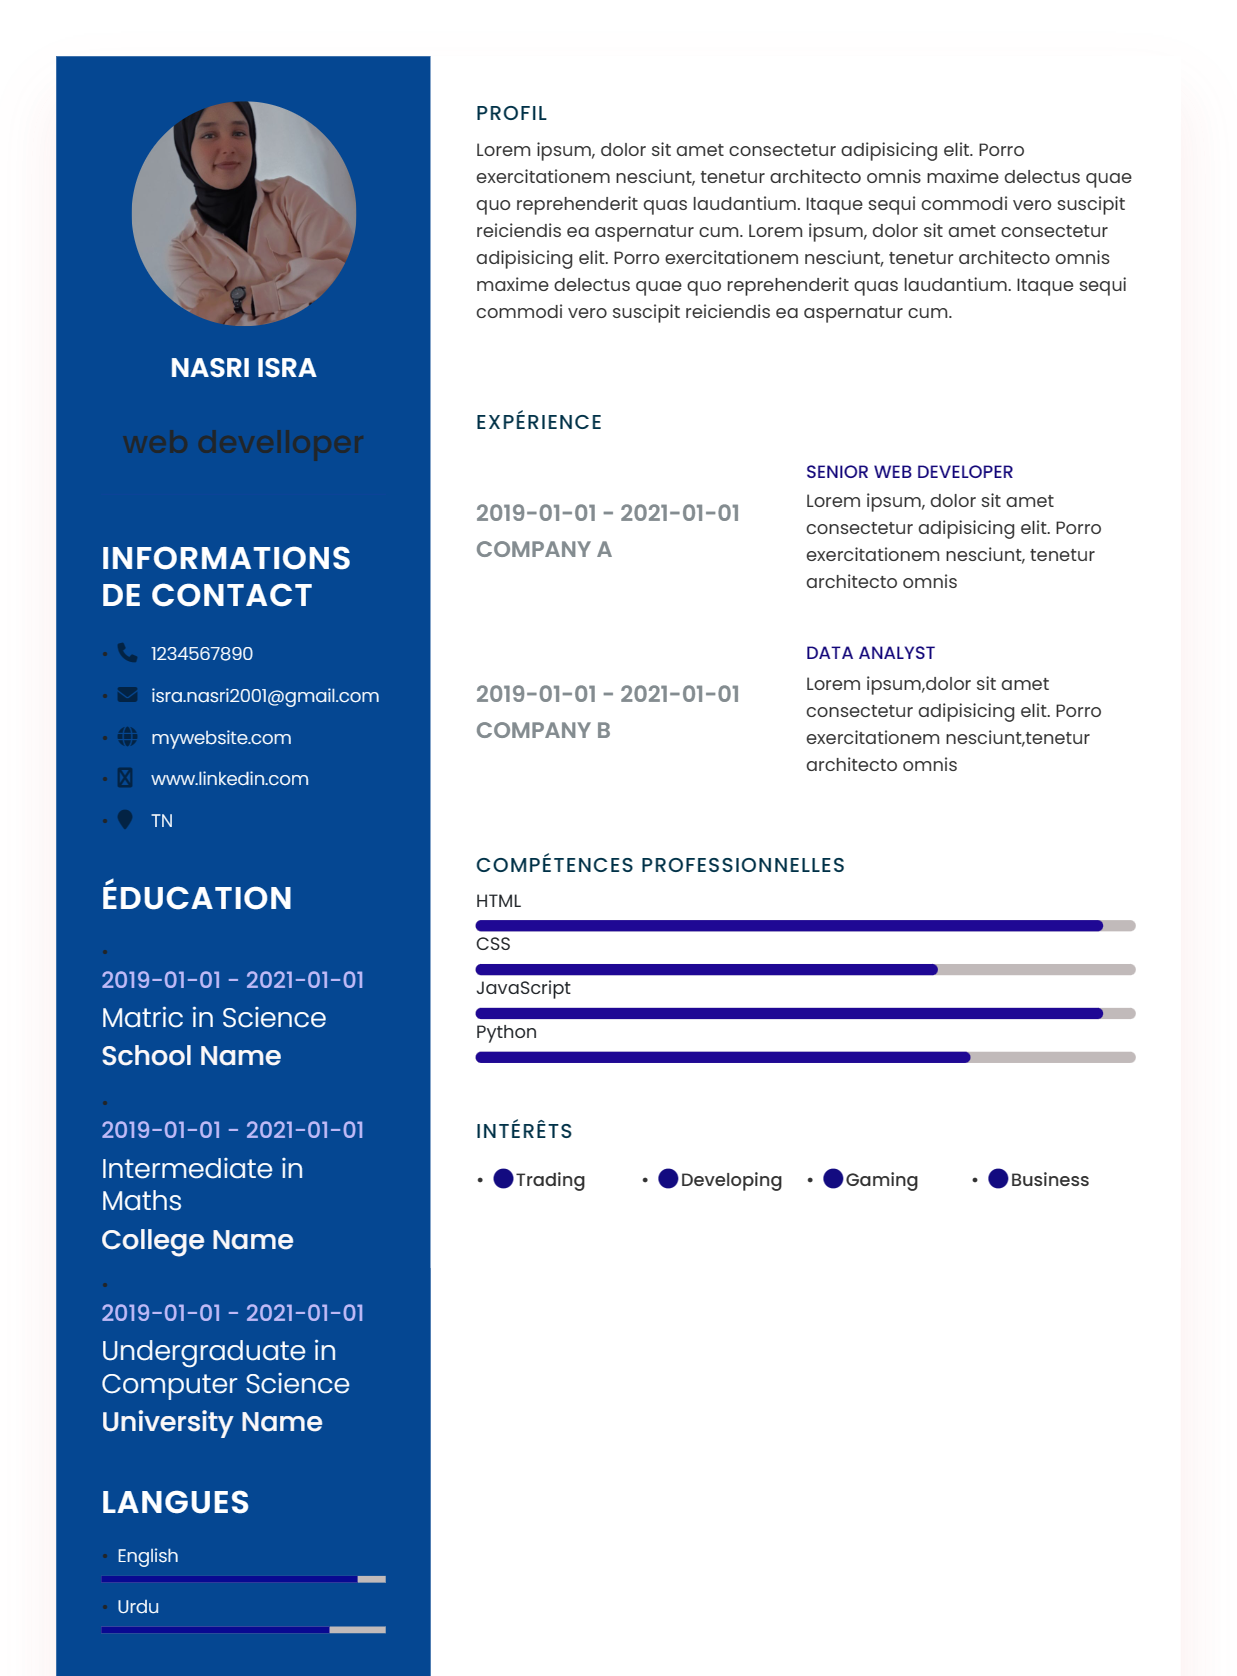 NASRI ISRA
web develloper
INFORMATIONS
DE CONTACT
1234567890
isra.nasri2001@gmail.com
mywebsite.com
www.linkedin.com
TN
ÉDUCATION
2019-01-01 - 2021-01-01
Matric in Science
School Name
2019-01-01 - 2021-01-01
Intermediate in
Maths
College Name
2019-01-01 - 2021-01-01
Undergraduate in
Computer Science
University Name
LANGUES
English
Urdu
PROFIL
Lorem ipsum, dolor sit amet consectetur adipisicing elit. Porro
exercitationem nesciunt, tenetur architecto omnis maxime delectus quae
quo reprehenderit quas laudantium. Itaque sequi commodi vero suscipit
reiciendis ea aspernatur cum. Lorem ipsum, dolor sit amet consectetur
adipisicing elit. Porro exercitationem nesciunt, tenetur architecto omnis
maxime delectus quae quo reprehenderit quas laudantium. Itaque sequi
commodi vero suscipit reiciendis ea aspernatur cum.
EXPÉRIENCE
2019-01-01 - 2021-01-01
COMPANY A
SENIOR WEB DEVELOPER
Lorem ipsum, dolor sit amet
consectetur adipisicing elit. Porro
exercitationem nesciunt, tenetur
architecto omnis
2019-01-01 - 2021-01-01
COMPANY B
DATA ANALYST
Lorem ipsum,dolor sit amet
consectetur adipisicing elit. Porro
exercitationem nesciunt,tenetur
architecto omnis
COMPÉTENCES PROFESSIONNELLES
HTML
CSS
JavaScript
Python
INTÉRÊTS
Trading Developing Gaming Business